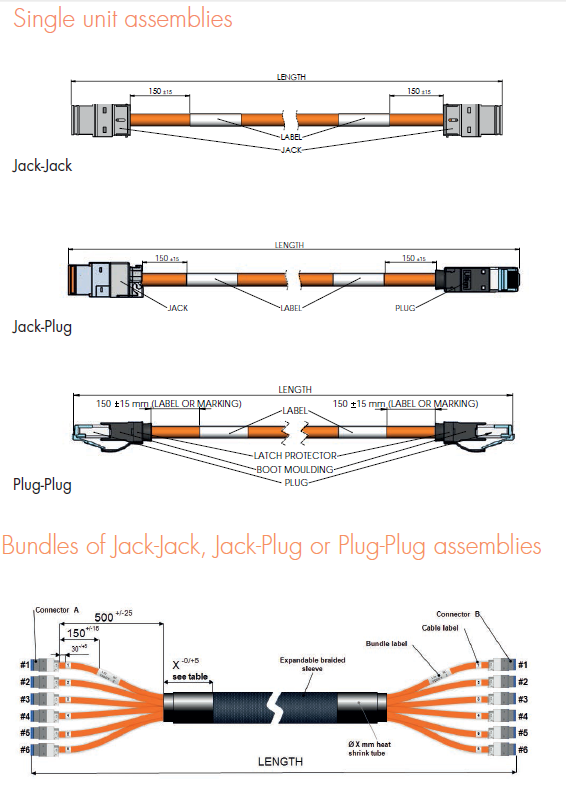 Single unit assemblies
LENGTH
150 ±15 150 ±15
LABEL
JACK
Jack-Jack
LENGTH
150 ±15 150 ±15
JACK LABEL PLUG
Jack-Plug
LENGTH
150 ±15 mm (LABEL OR MARKING) 150 ±15 mm (LABEL OR MARKING)
LABEL
LATCH PROTECTOR
BOOT MOULDING
PLUG
Plug-Plug
Bundles of Jack-Jack, Jack-Plug or Plug-Plug assemblies
Connector A
500 +/-25
Connector B
150
Cable label
30
Bundle label
X -0/+5
see table
Expandable braided
sleeve
#1 #1
#2 #2
#3 #3
#4 #4
#5 #5
#6 #6
Ø X mm heat
shrink tube
LENGTH